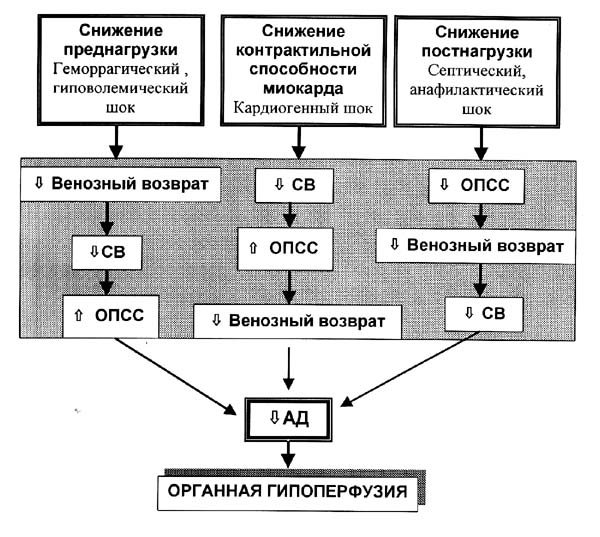 Снижение
преднагрузки
Геморрагический ,
гиповолемический
шок
Снижение
контрактильной
способности
миокарда
Кардиогенный шок
Снижение
постнагрузки
Септический,
анафилактический
шок
⇩ Венозный возврат
⇩ СВ
⇩ ОПСС
⇩СВ
⇧ ОПСС
⇩ Венозный возврат
⇧ ОПСС
⇩ Венозный возврат
⇩ СВ
⇩АД
ОРГАННАЯ ГИПОПЕРФУЗИЯ